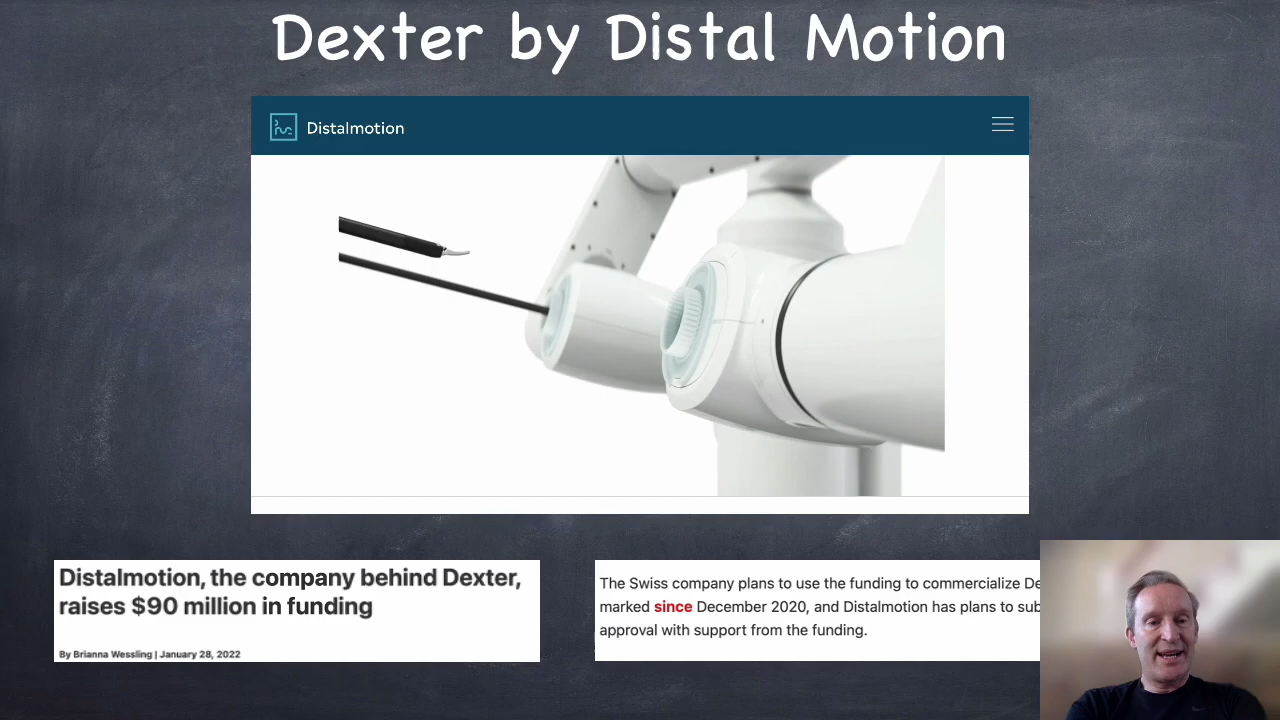 Dexter by Distal Motion
Distalmotion
Distalmotion, the company behind Dexter,
raises $90 million in funding
By Brianna Wessling | January 28, 2022
The Swiss company plans to use the funding to commercialize De
marked since December 2020, and Distalmotion has plans to sub
approval with support from the funding.